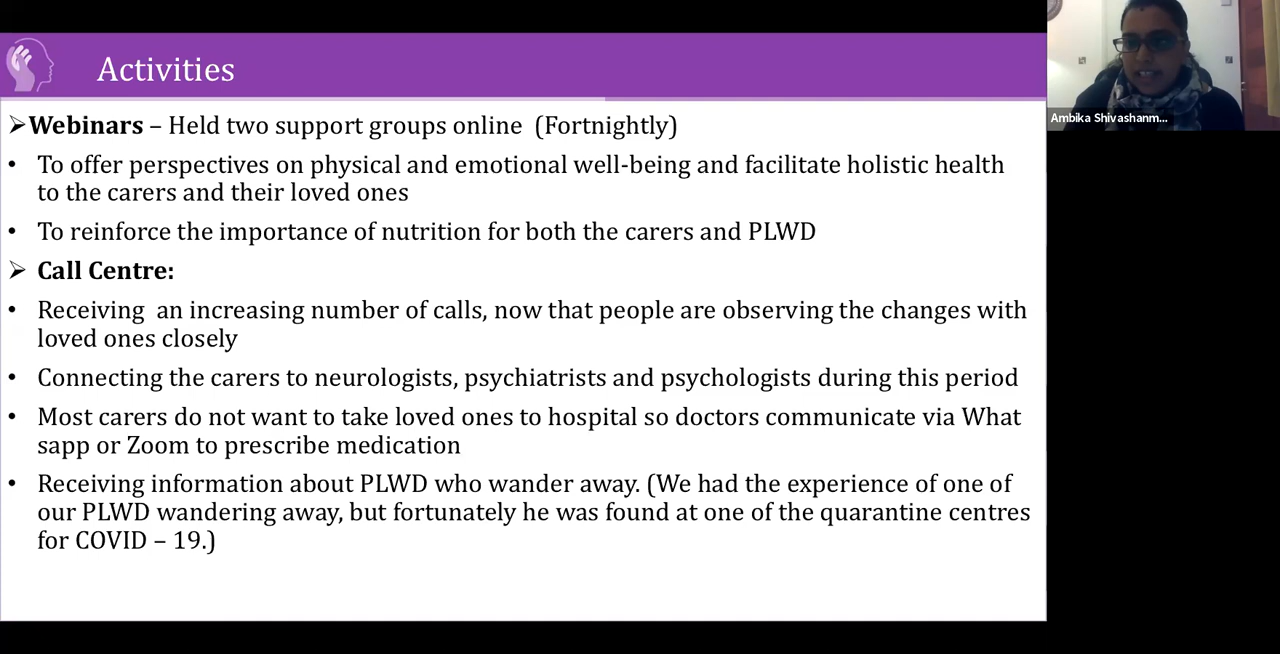 Activities
➢Webinars – Held two support groups online (Fortnightly)
• To offer perspectives on physical and emotional well-being and facilitate holistic health
to the carers and their loved ones
• To reinforce the importance of nutrition for both the carers and PLWD
➢ Call Centre:
• Receiving an increasing number of calls, now that people are observing the changes with
loved ones closely
• Connecting the carers to neurologists, psychiatrists and psychologists during this period
• Most carers do not want to take loved ones to hospital so doctors communicate via What
sapp or Zoom to prescribe medication
• Receiving information about PLWD who wander away. (We had the experience of one of
our PLWD wandering away, but fortunately he was found at one of the quarantine centres
for COVID – 19.)
Ambika Shivashanm...